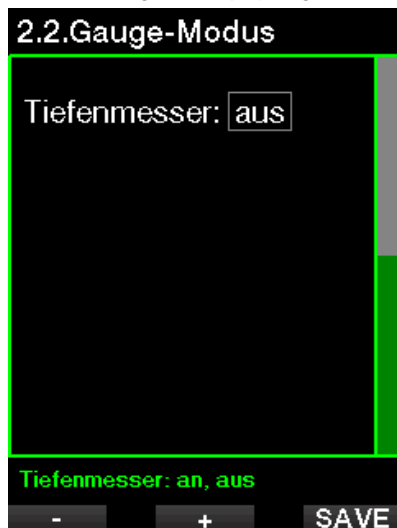 2.2.Gauge-Modus
Tiefenmesser: aus
Tiefenmesser: an, aus
- + SAVE